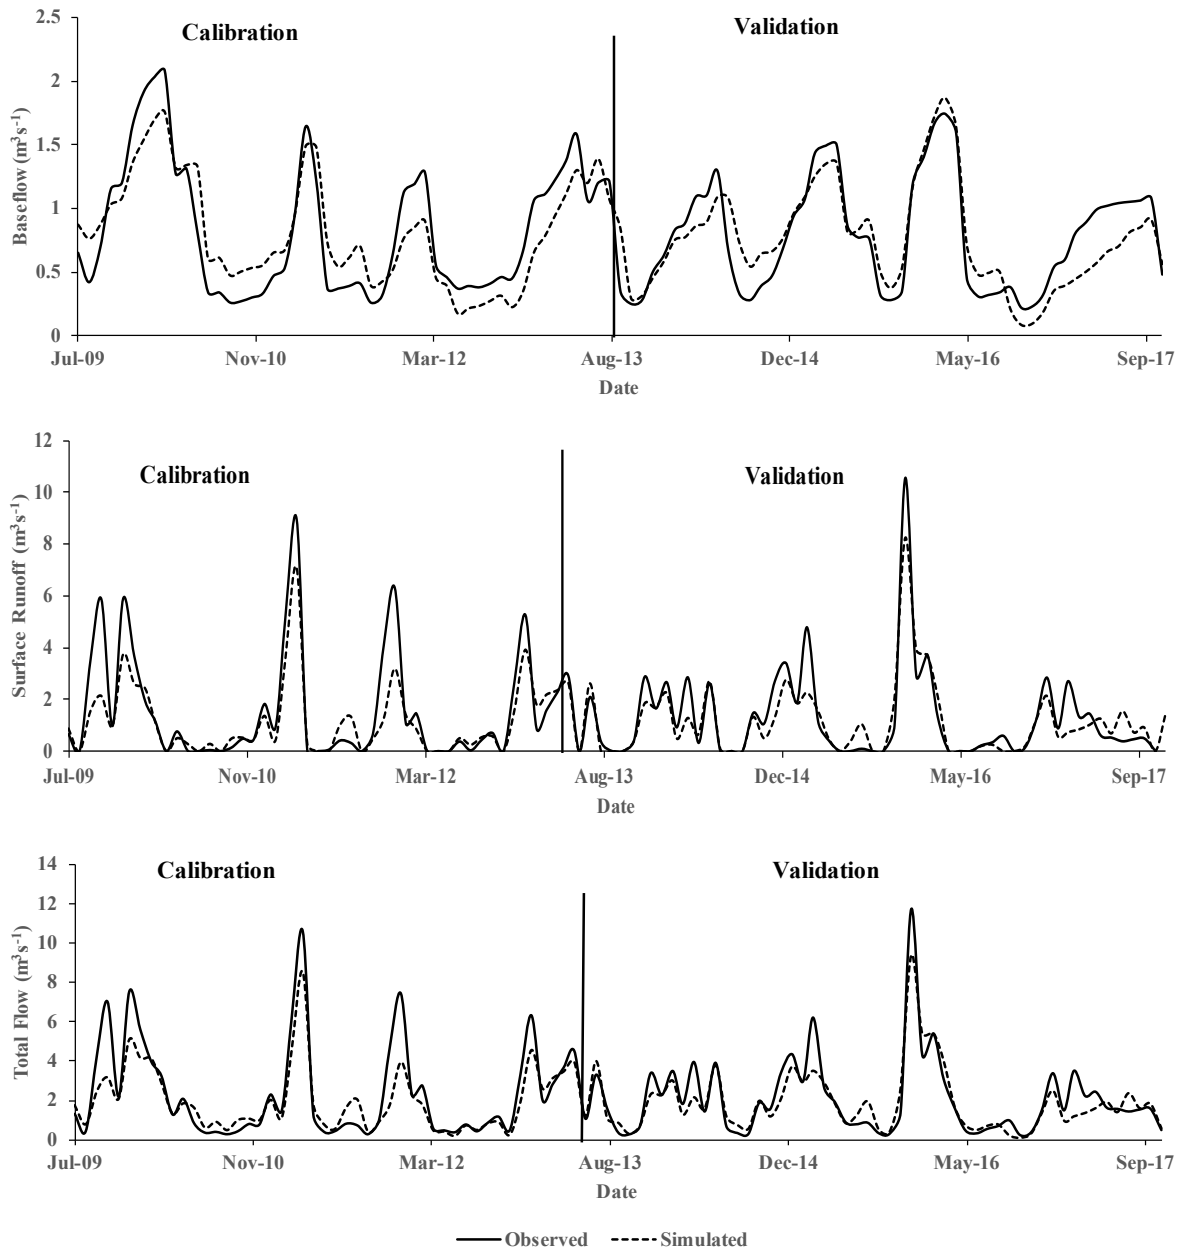 Calibration
Validation
Baseflow (m³s⁻¹)
2.5
2
1.5
1
0.5
0
Jul-09 Nov-10 Mar-12 Aug-13 Dec-14 May-16 Sep-17
Date
Calibration
Validation
Surface Runoff (m³s⁻¹)
12
10
8
6
4
2
0
Jul-09 Nov-10 Mar-12 Aug-13 Dec-14 May-16 Sep-17
Date
Calibration
Validation
Total Flow (m³s⁻¹)
14
12
10
8
6
4
2
0
Jul-09 Nov-10 Mar-12 Aug-13 Dec-14 May-16 Sep-17
Date
Observed Simulated